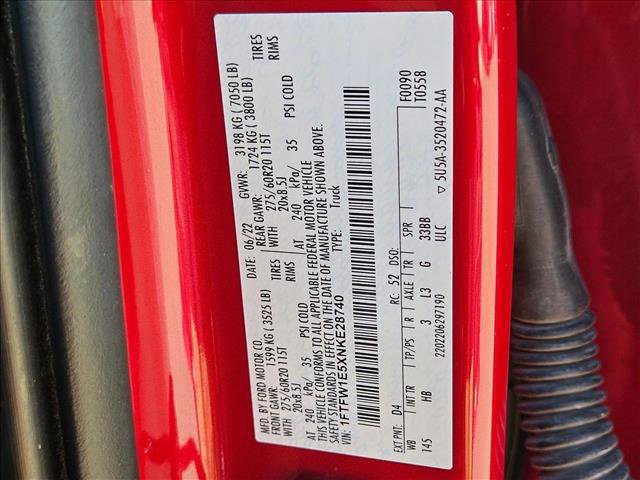 MFD. BY FORD MOTOR CO.
DATE: 06/22 GVWR: 3198 KG ( 7050 LB)
FRONT GAWR: 1599 KG ( 3525 LB) REAR GAWR: 1724 KG ( 3800 LB)
WITH 275/60R20 115T TIRES WITH 275/60R20 115T TIRES
20x8.5J RIMS 20x8.5J RIMS
AT 240 kPa/ 35 PSI COLD AT 240 kPa/ 35 PSI COLD
THIS VEHICLE CONFORMS TO ALL APPLICABLE FEDERAL MOTOR VEHICLE
SAFETY STANDARDS IN EFFECT ON THE DATE OF MANUFACTURE SHOWN ABOVE.
VIN: 1FTFW1E5XNKE28740 TYPE: Truck
F0090
T0558
EXT PNT: D4 RC: 52 DSO:
WB INT TR TP/PS R AXLE TR SPR
145 HB 3 L3 G 33BB
2202206297190 ULC
▽ 5U5A-3520472-AA